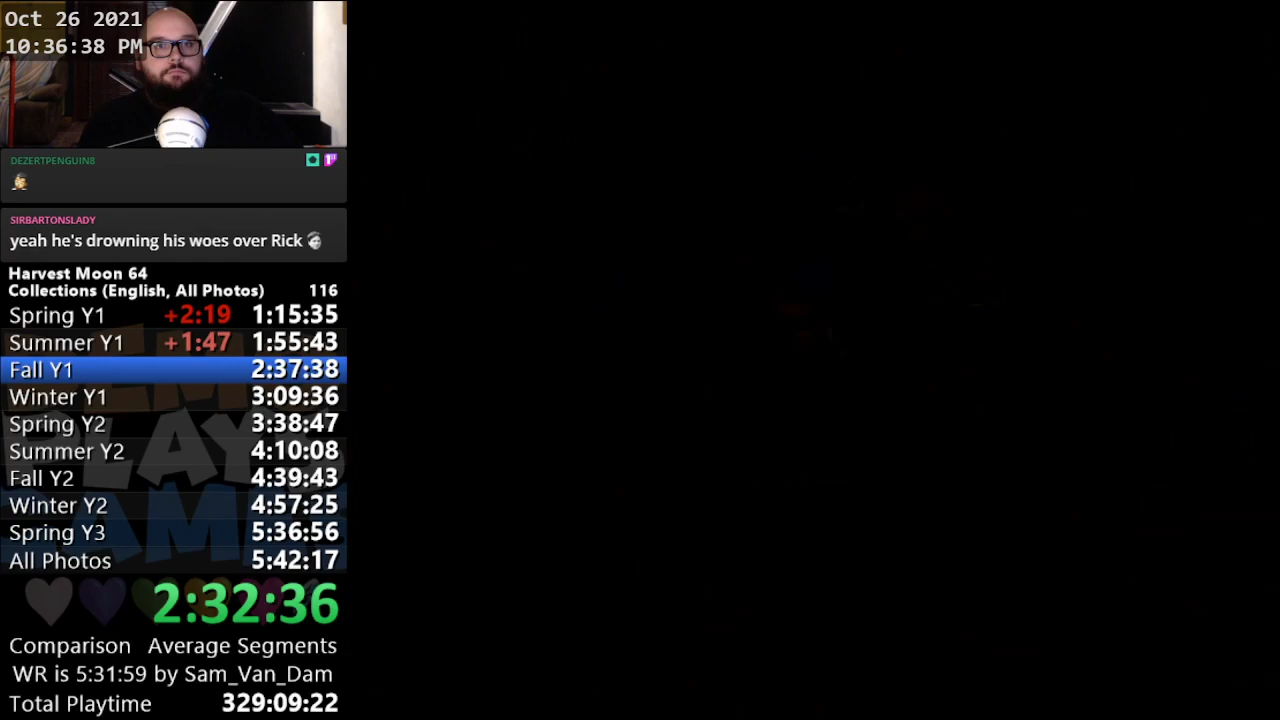 Oct 26 2021
10:36:38 PM
DEZERTPENGUIN8
SIRBARTONSLADY
yeah he's drowning his woes over Rick
Harvest Moon 64
Collections (English, All Photos) 116
Spring Y1 +2:19 1:15:35
Summer Y1 +1:47 1:55:43
Fall Y1 2:37:38
Winter Y1 3:09:36
Spring Y2 3:38:47
Summer Y2 4:10:08
Fall Y2 4:39:43
Winter Y2 4:57:25
Spring Y3 5:36:56
All Photos 5:42:17
PLAYS
2:32:36
Comparison Average Segments
WR is 5:31:59 by Sam_Van_Dam
Total Playtime 329:09:22